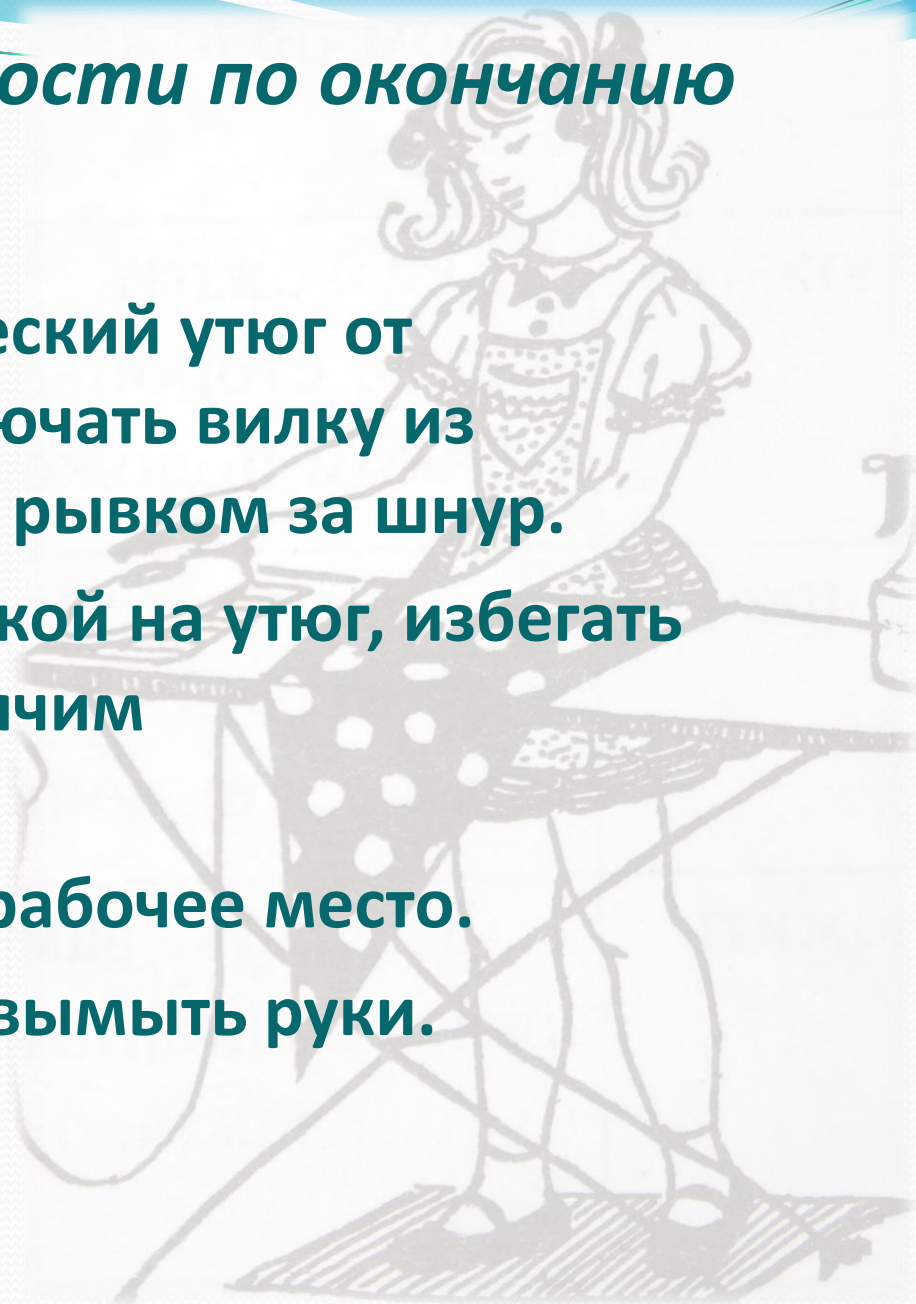 ости по окончанию
еский утюг от
ючать вилку из
рывком за шнур.
кой на утюг, избегать
ячим
рабочее место.
вымыть руки.